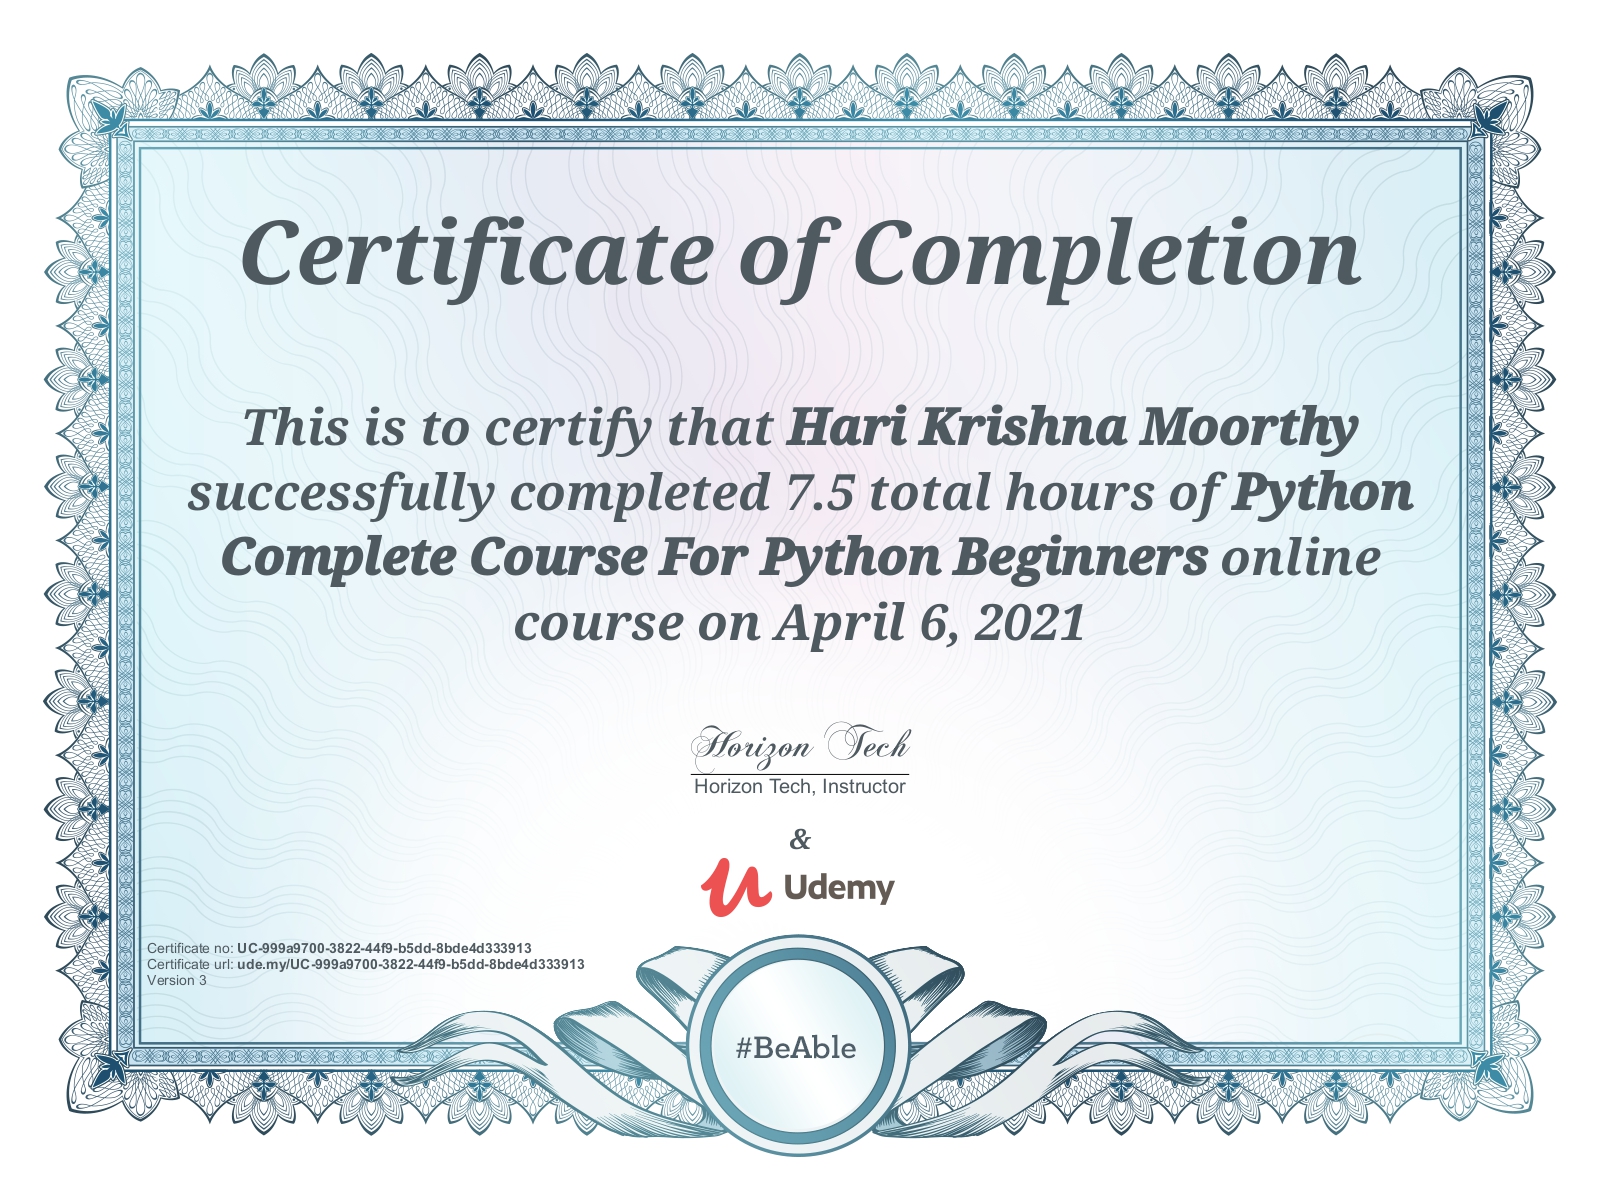 Certificate of Completion
This is to certify that Hari Krishna Moorthy
successfully completed 7.5 total hours of Python
Complete Course For Python Beginners online
course on April 6, 2021
Horizon Tech
Horizon Tech, Instructor
&
Udemy
Certificate no: UC-999a9700-3822-44f9-b5dd-8bde4d333913
Certificate url: ude.my/UC-999a9700-3822-44f9-b5dd-8bde4d333913
Version 3
#BeAble